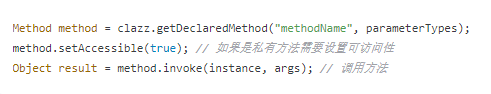 Method method = clazz.getDeclaredMethod("methodName", parameterTypes);
method.setAccessible(true); // 如果是私有方法需要设置可访问性
Object result = method.invoke(instance, args); // 调用方法